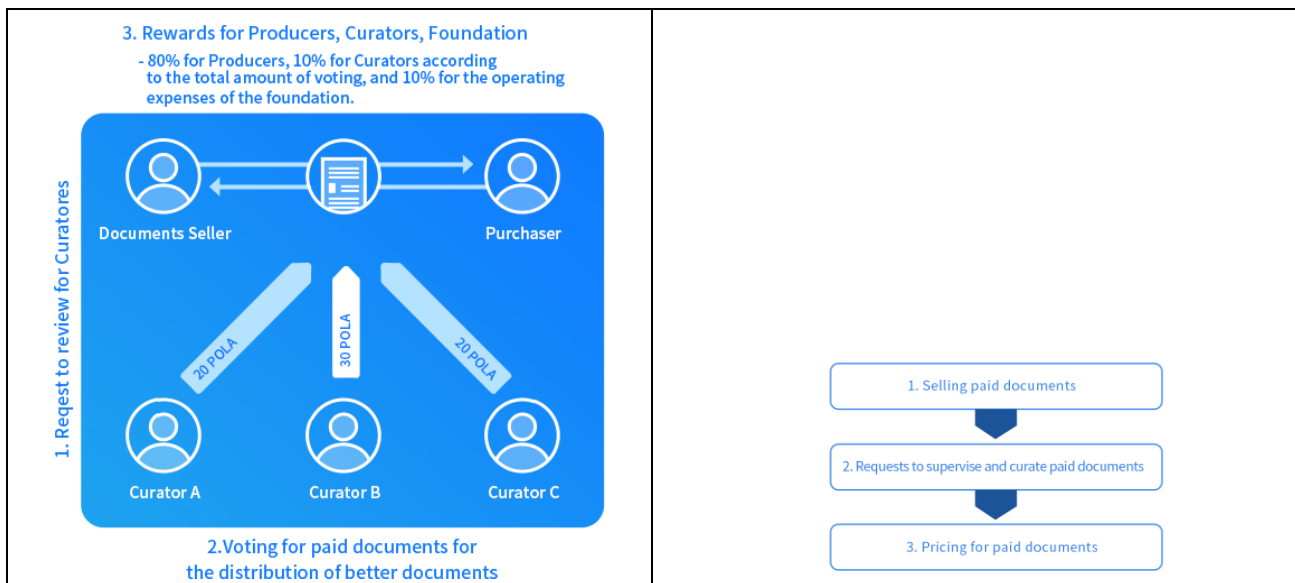 3. Rewards for Producers, Curators, Foundation
- 80% for Producers, 10% for Curators according
to the total amount of voting, and 10% for the operating
expenses of the foundation.
1. Reqest to review for Curatores
Documents Seller
Purchaser
20 POLA
30 POLA
20 POLA
Curator A
Curator B
Curator C
2.Voting for paid documents for
the distribution of better documents
1. Selling paid documents
2. Requests to supervise and curate paid documents
3. Pricing for paid documents